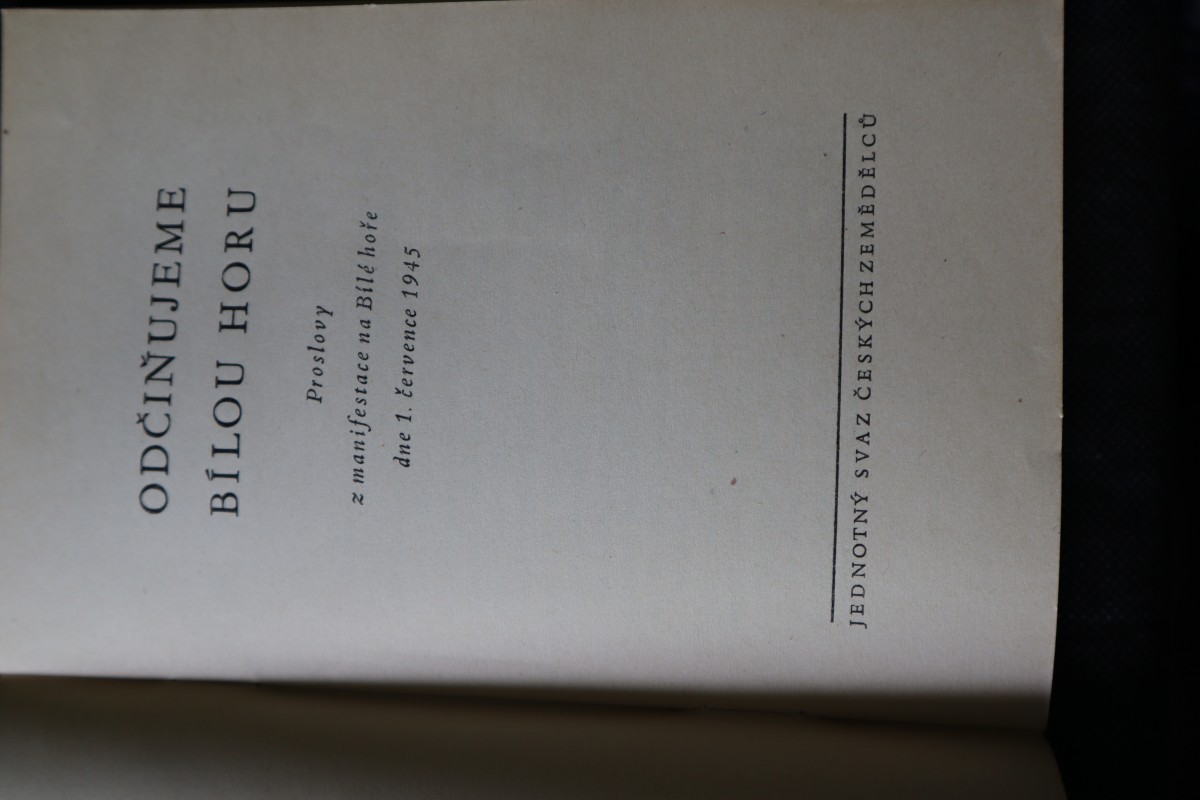 ODČIŇUJEME
BÍLOU HORU
Proslovy
z manifestace na Bílé hoře
dne 1. července 1945
JEDNOTNÝ SVAZ ČESKÝCH ZEMĚDĚLCŮ